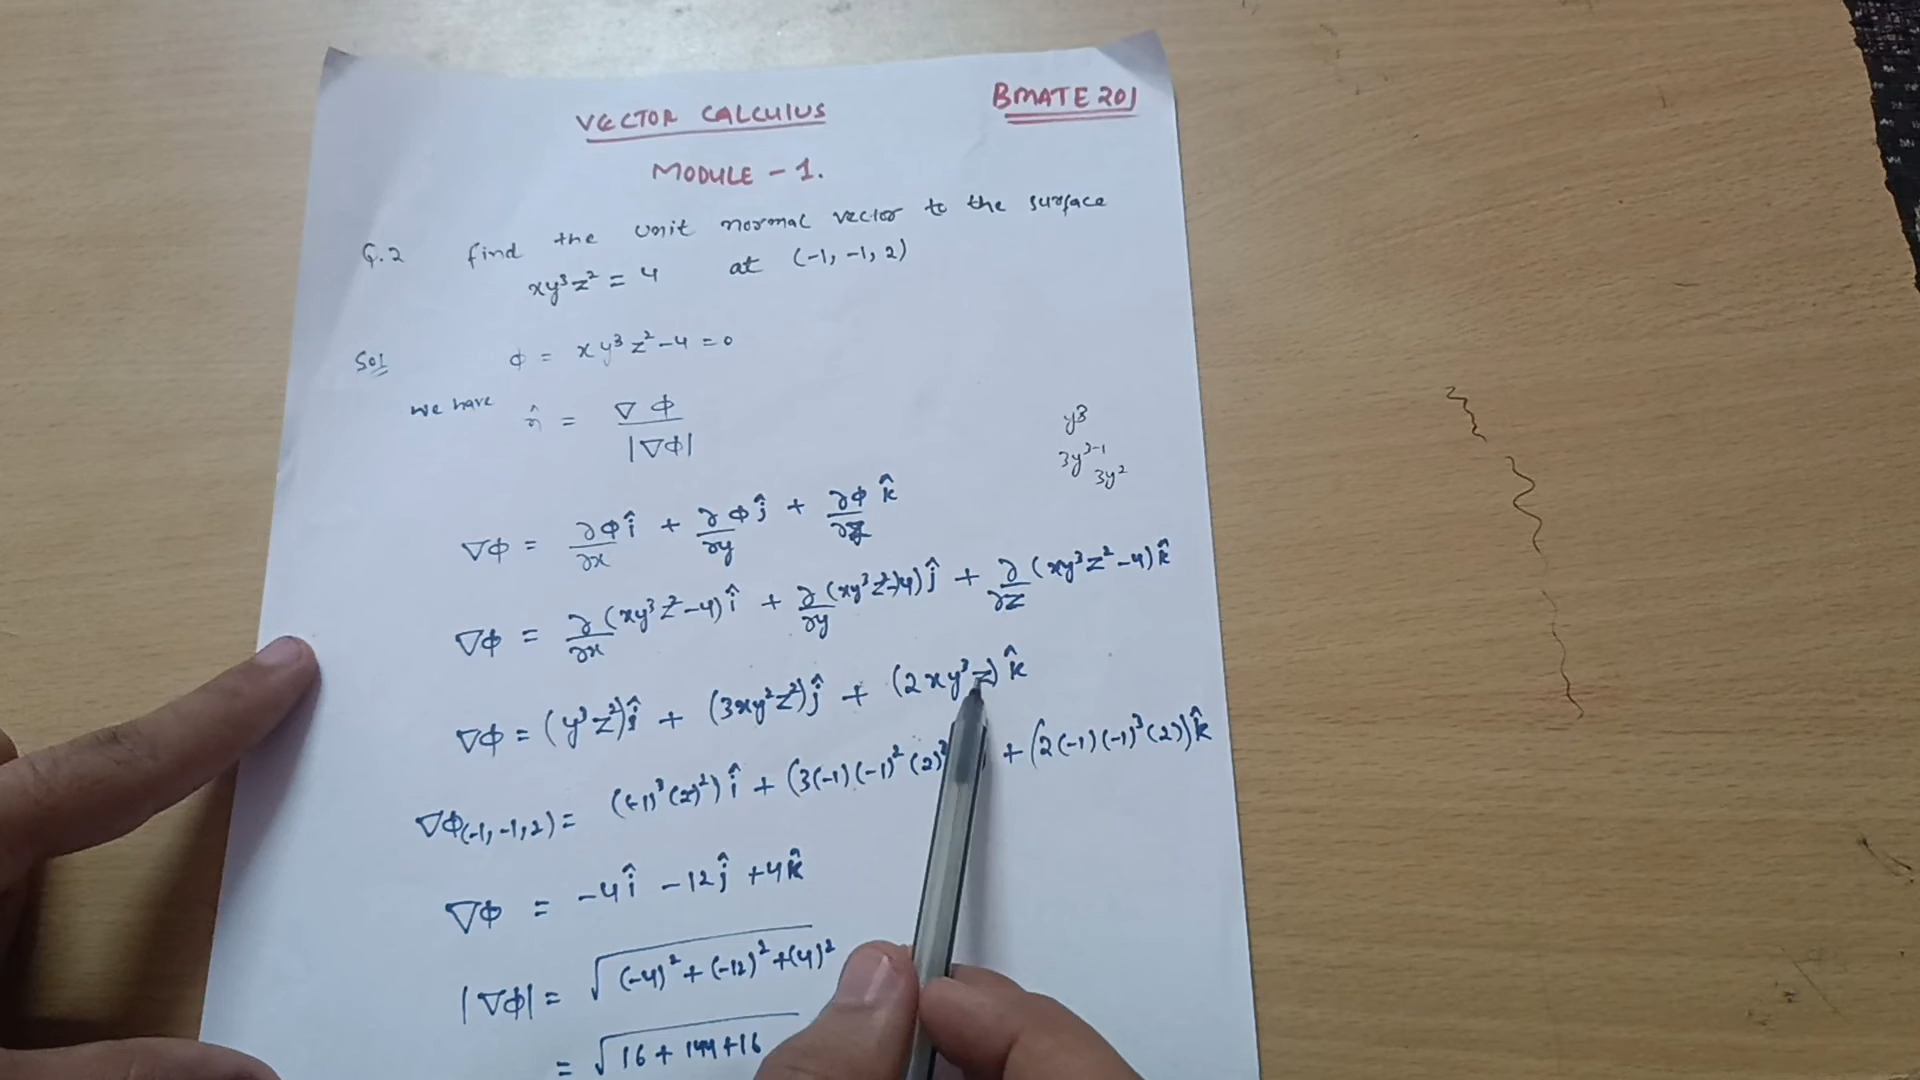 VECTOR CALCULUS
BMATE 201
MODULE - 1.
Q.2 find the unit normal vector to the surface
xy³z² = 4 at (-1, -1, 2)
Sol
φ = xy³z² - 4 = 0
We have n̂ = ∇φ / |∇φ|
y3
3y³⁻¹
3y²
∇φ = ∂φ/∂x î + ∂φ/∂y ĵ + ∂φ/∂z k̂
∇φ = ∂/∂x (xy³z² - 4) î + ∂/∂y (xy³z² - 4) ĵ + ∂/∂z (xy³z² - 4) k̂
∇φ = (y³z²) î + (3xy²z²) ĵ + (2xy³z) k̂
∇φ(-1, -1, 2) = ((-1)³(2)²) î + (3(-1)(-1)²(2) + (2(-1)(-1)³(2)) k̂
∇φ = -4î - 12ĵ + 4k̂
|∇φ| = √(-4)² + (-12)² + (4)²
= √16 + 144 + 16